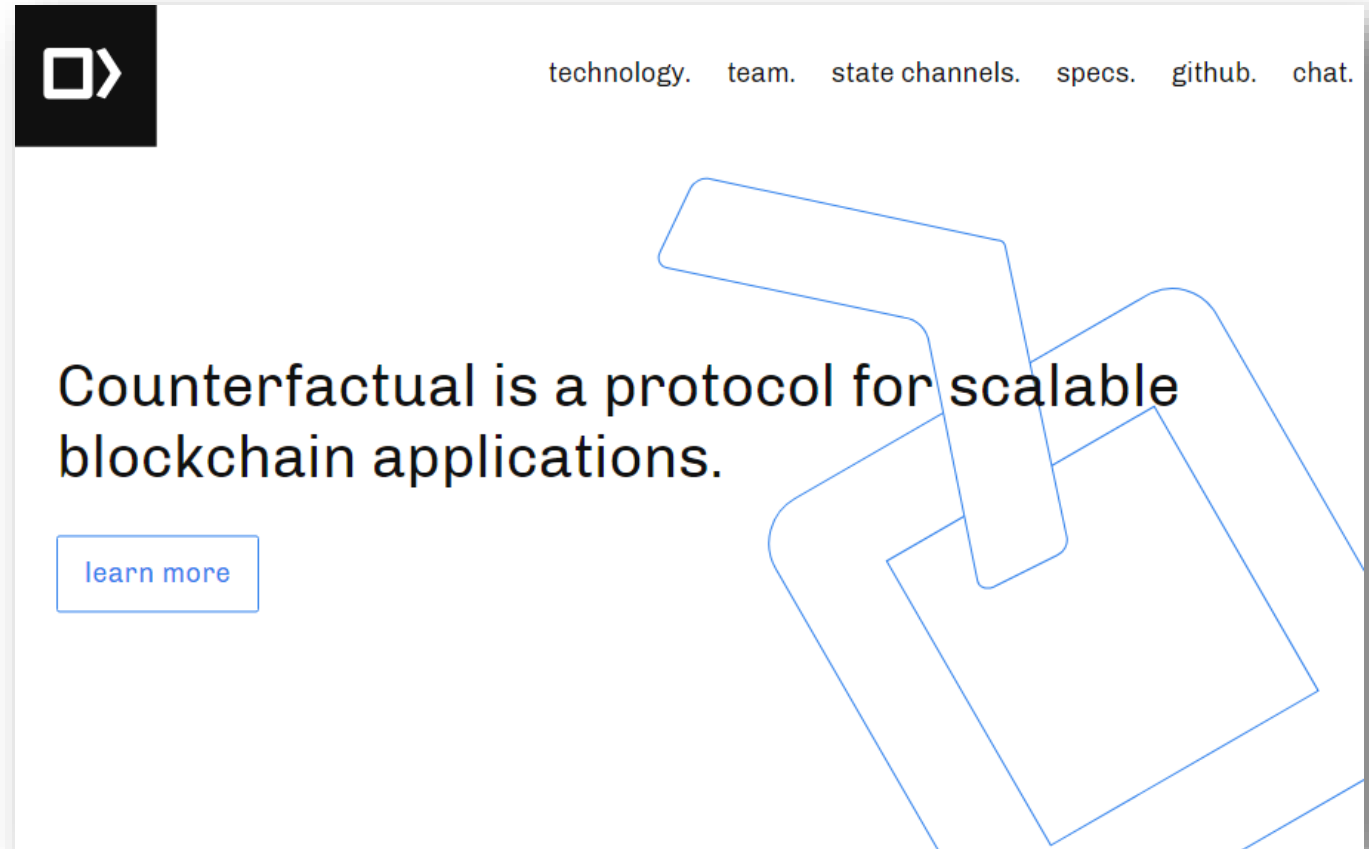 technology. team. state channels. specs. github. chat.
Counterfactual is a protocol for scalable
blockchain applications.
learn more